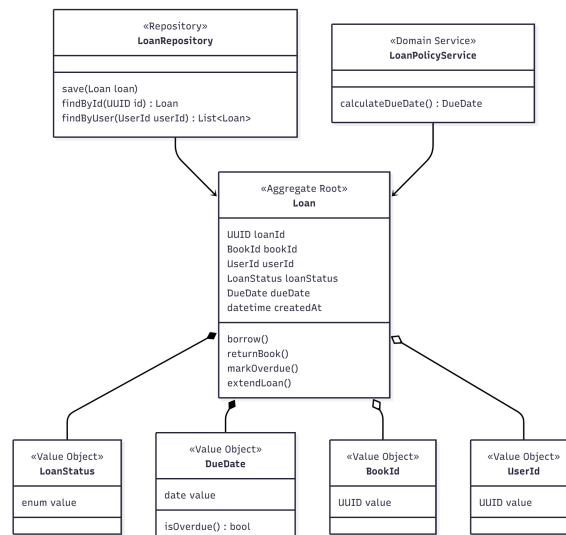 «Repository»
LoanRepository
save(Loan loan)
findById(UUID id) : Loan
findByUser(UserId userId) : List<Loan>
«Domain Service»
LoanPolicyService
calculateDueDate() : DueDate
«Aggregate Root»
Loan
UUID loanId
BookId bookId
UserId userId
LoanStatus loanStatus
DueDate dueDate
datetime createdAt
borrow()
returnBook()
markOverdue()
extendLoan()
«Value Object»
LoanStatus
enum value
«Value Object»
DueDate
date value
isOverdue() : bool
«Value Object»
BookId
UUID value
«Value Object»
UserId
UUID value